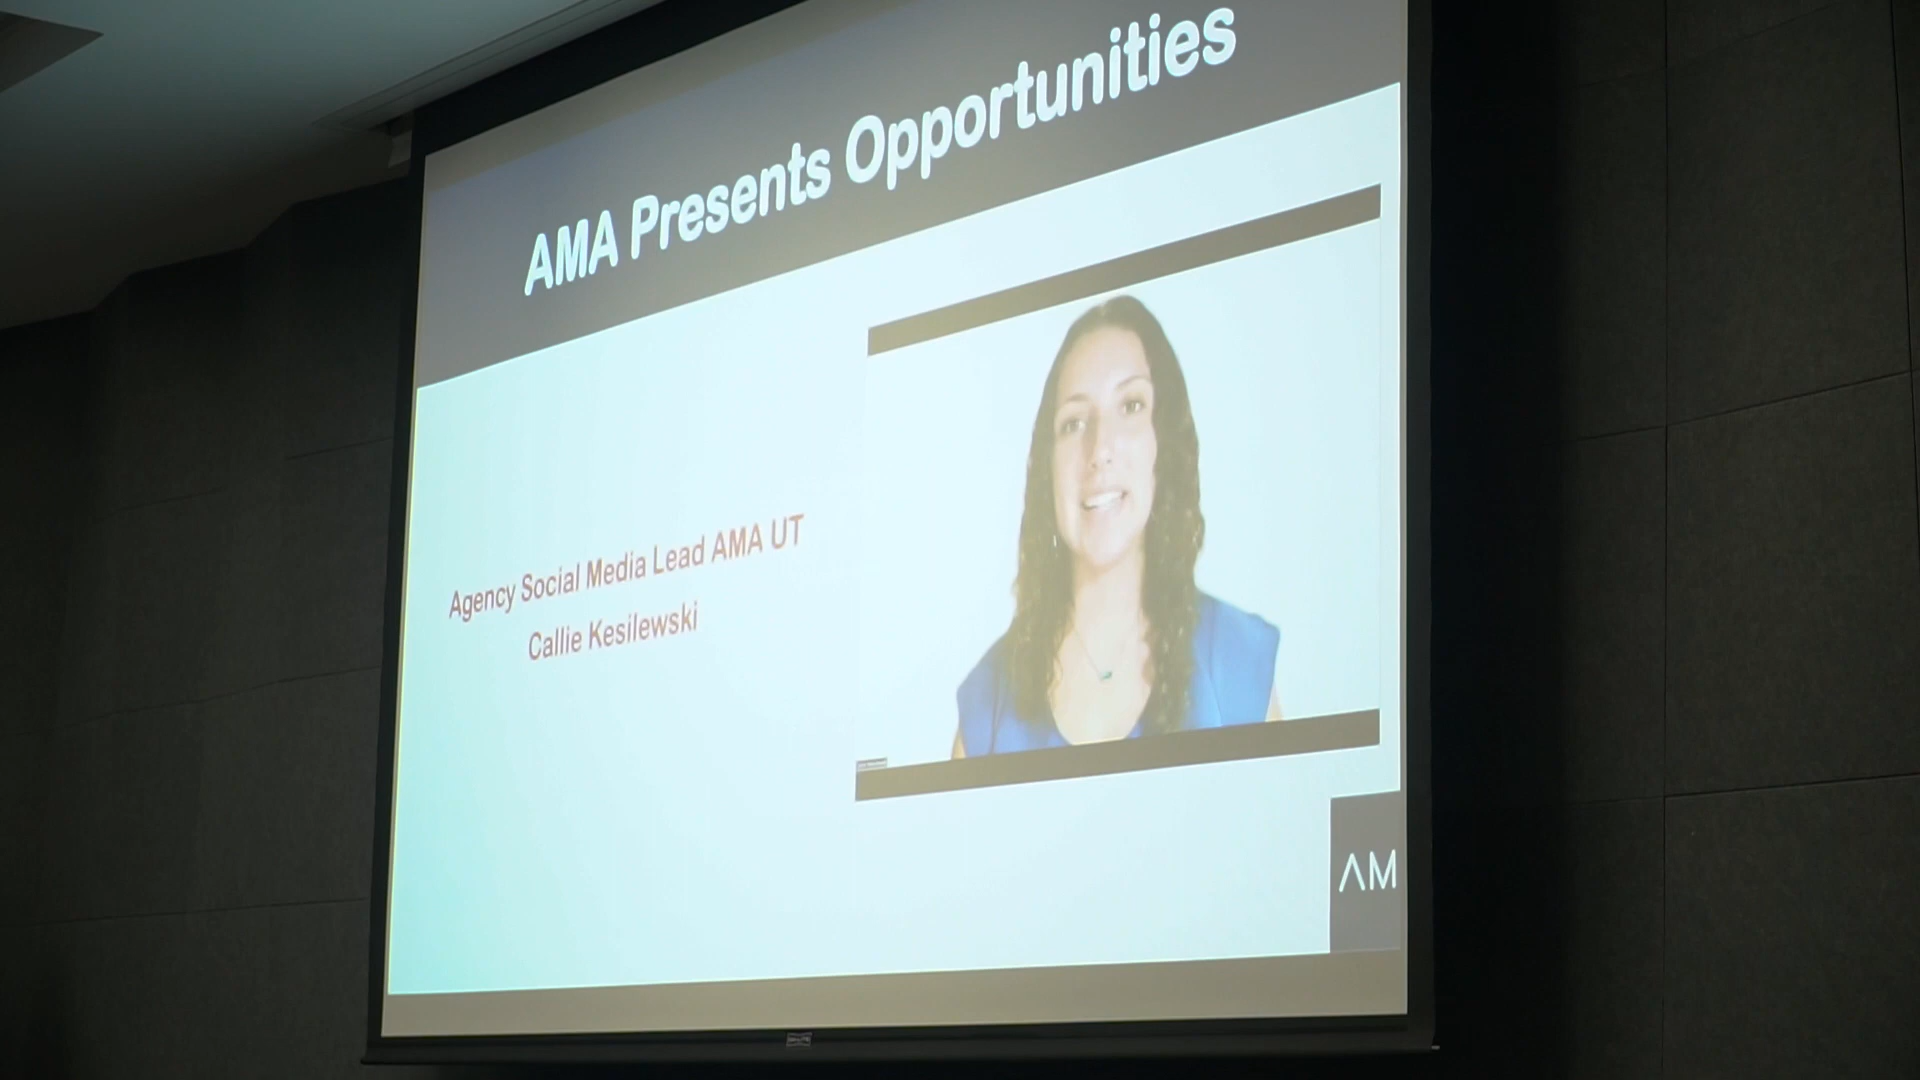 AMA Presents Opportunities
Agency Social Media Lead AMA UT
Callie Kesilewski
AM